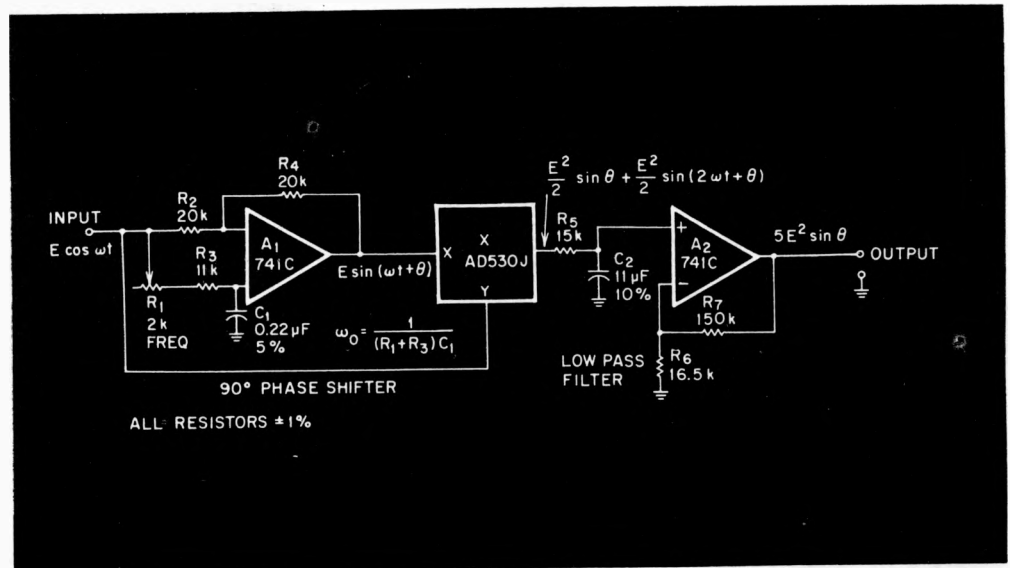 INPUT
E cos ωt
R2
20k
R4
20k
R3
11k
R1
2k
FREQ
A1
741C
C1
0.22μF
5%
E sin (ωt+θ)
ω0 = 1/(R1+R3)C1
X
X
AD530J
Y
E²/2 sin θ + E²/2 sin (2ωt+θ)
R5
15k
C2
11μF
10%
+
A2
741C
−
5E² sin θ
OUTPUT
R7
150k
R6
16.5k
LOW PASS
FILTER
90° PHASE SHIFTER
ALL RESISTORS ±1%